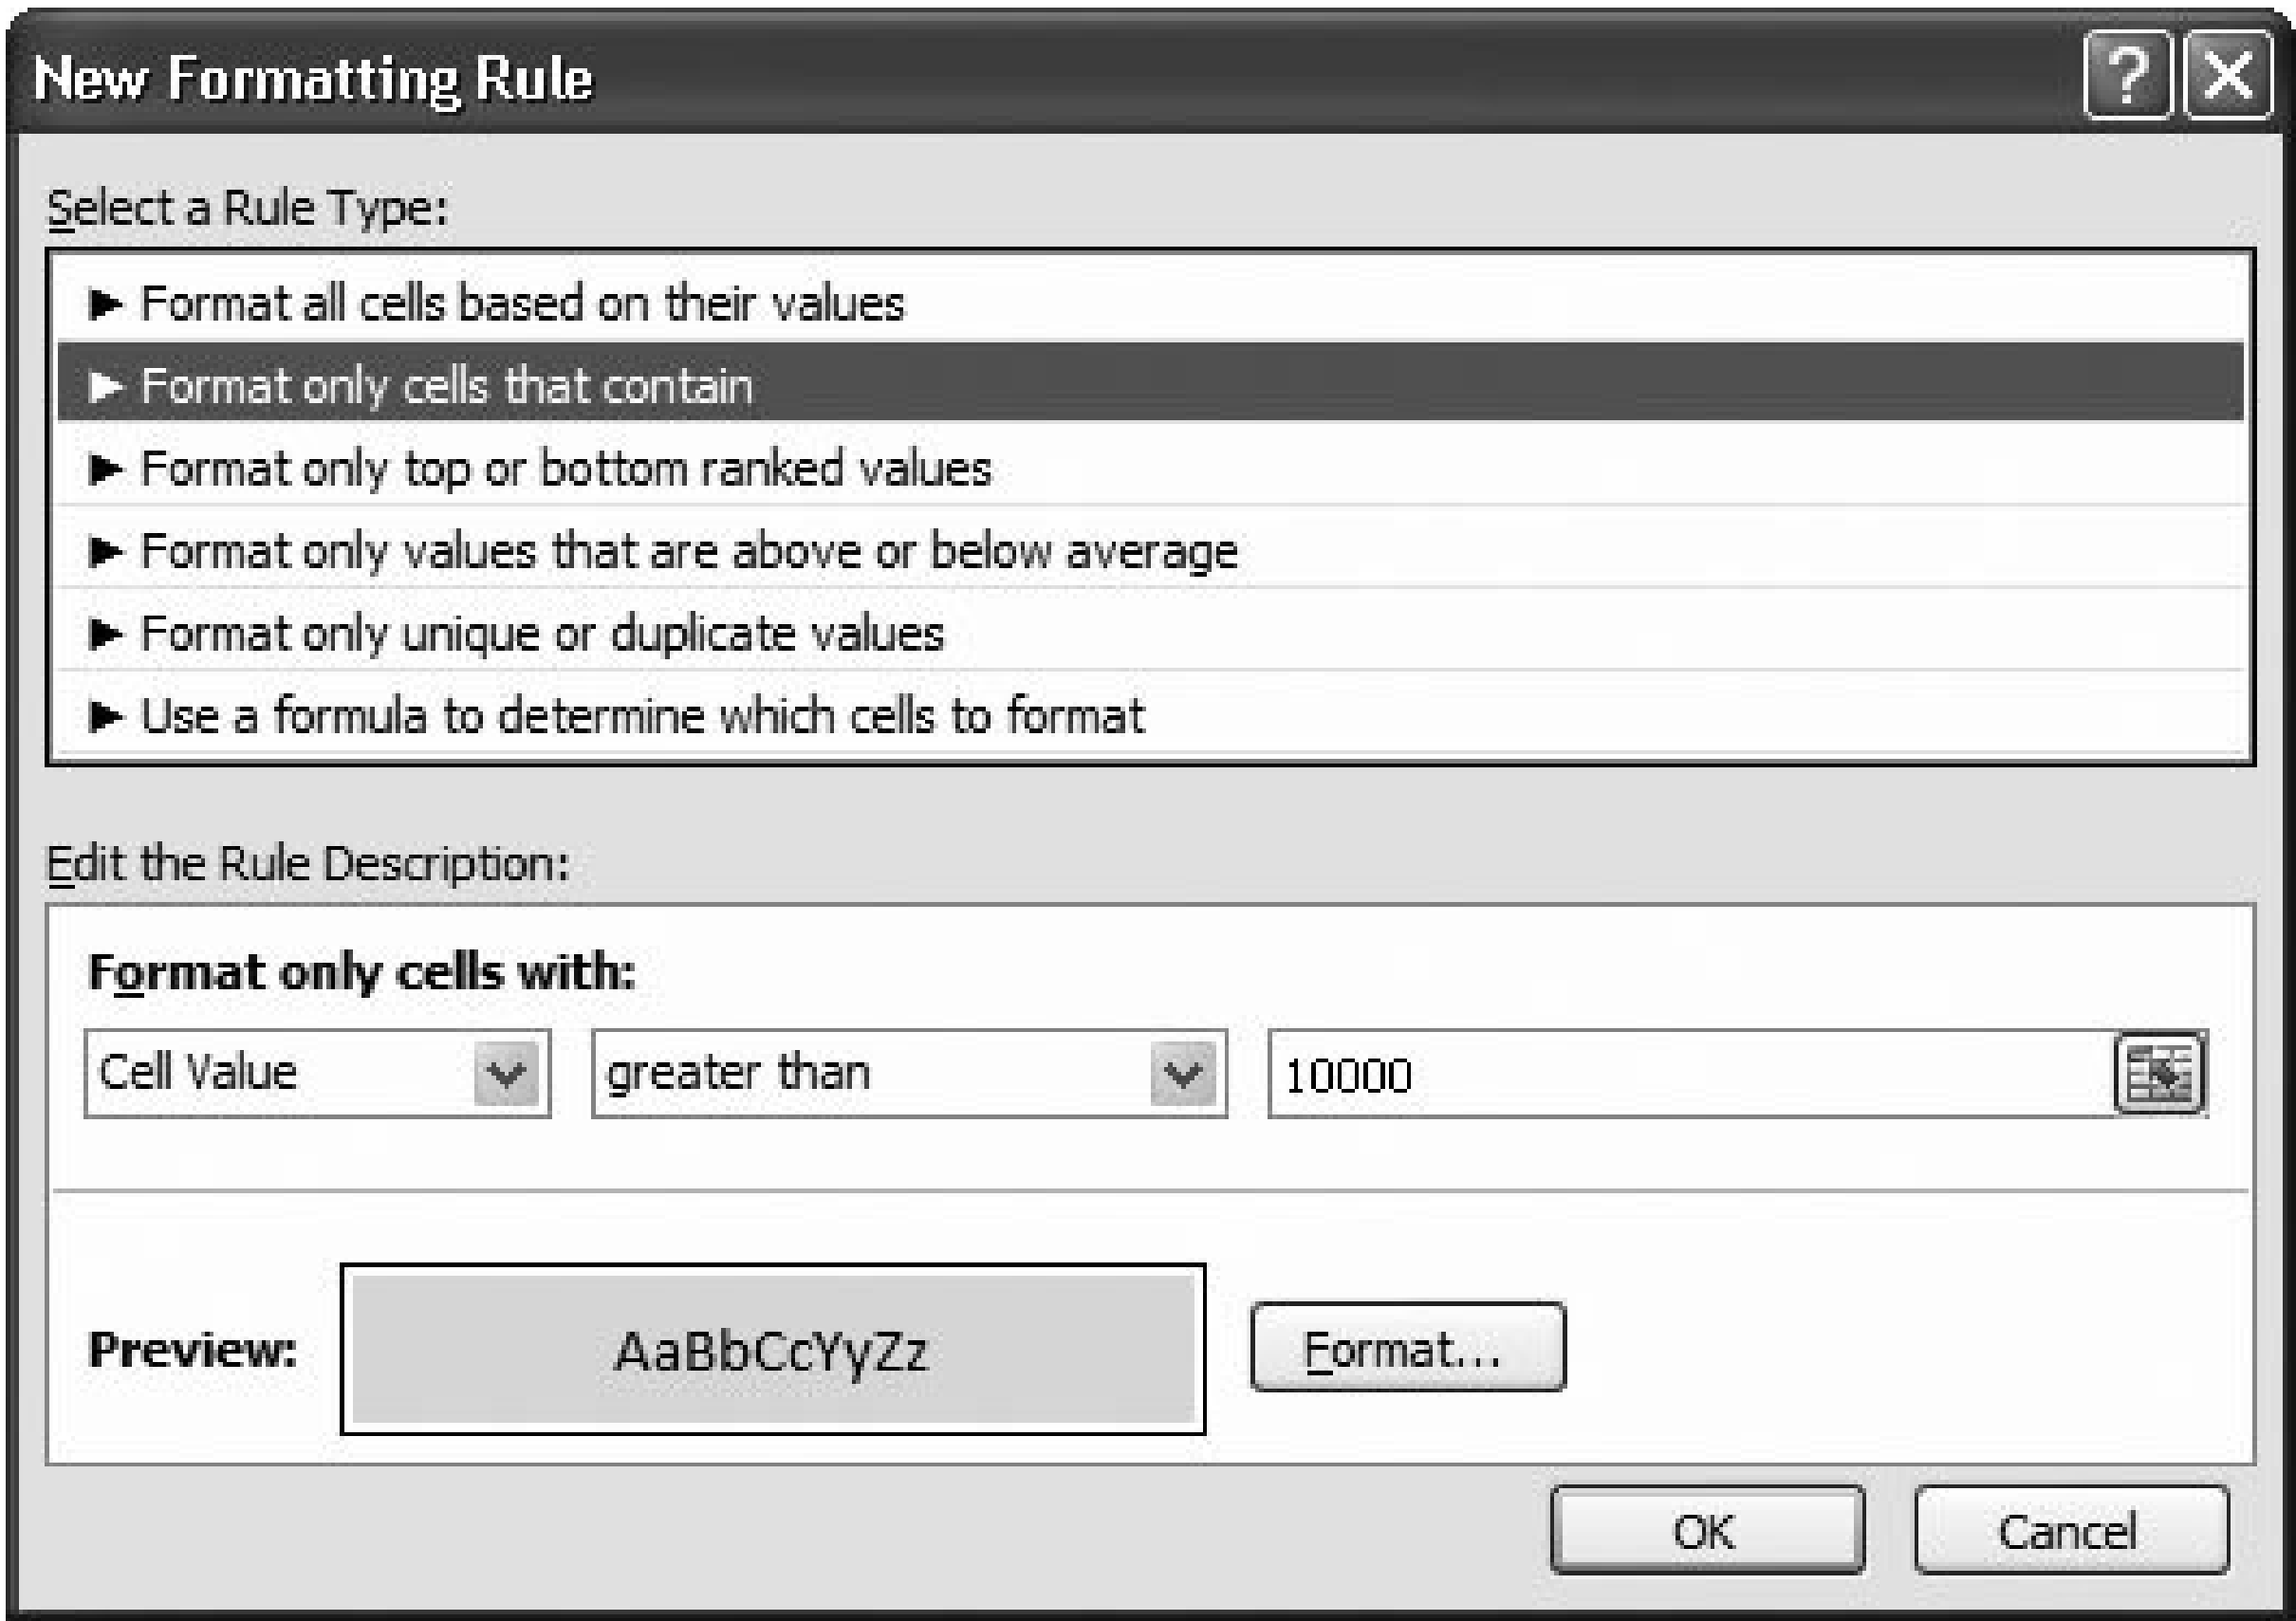 New Formatting Rule
Select a Rule Type:
► Format all cells based on their values
► Format only cells that contain
► Format only top or bottom ranked values
► Format only values that are above or below average
► Format only unique or duplicate values
► Use a formula to determine which cells to format
Edit the Rule Description:
Format only cells with:
Cell Value greater than 10000
Preview: AaBbCcYyZz Format...
OK Cancel